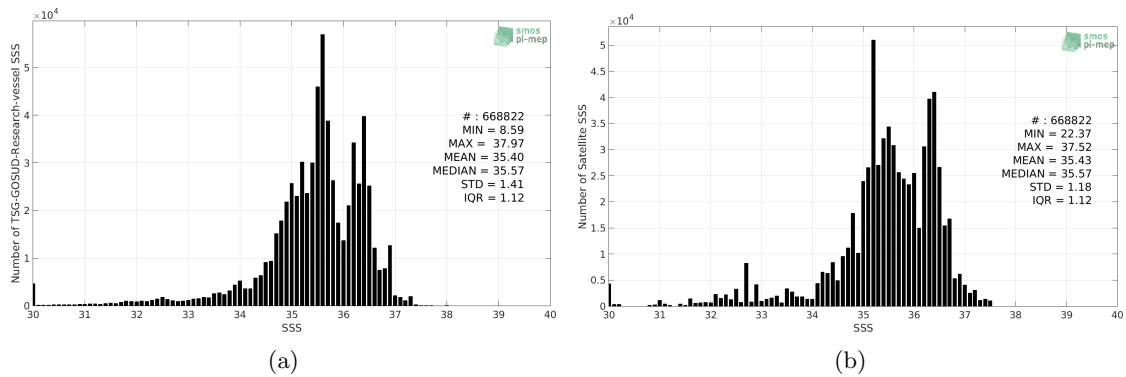 ×10⁴
smos
pi-mep
Number of TSG-GOSUD-Research-vessel SSS
5
4
3
2
1
0
# : 668822
MIN = 8.59
MAX = 37.97
MEAN = 35.40
MEDIAN = 35.57
STD = 1.41
IQR = 1.12
30 31 32 33 34 35 36 37 38 39 40
SSS
(a)
×10⁴
smos
pi-mep
Number of Satellite SSS
5
4.5
4
3.5
3
2.5
2
1.5
1
0.5
0
# : 668822
MIN = 22.37
MAX = 37.52
MEAN = 35.43
MEDIAN = 35.57
STD = 1.18
IQR = 1.12
30 31 32 33 34 35 36 37 38 39 40
SSS
(b)